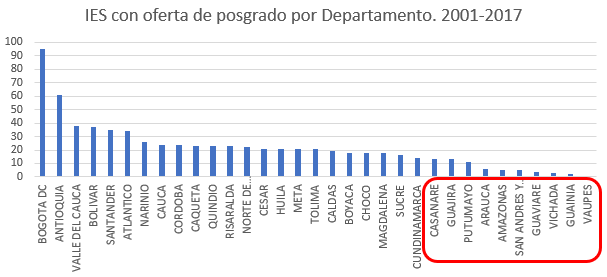 IES con oferta de posgrado por Departamento. 2001-2017
100
90
80
70
60
50
40
30
20
10
0
BOGOTA DC
ANTIOQUIA
VALLE DEL CAUCA
BOLIVAR
SANTANDER
ATLANTICO
NARINIO
CAUCA
CORDOBA
CAQUETA
QUINDIO
RISARALDA
NORTE DE...
CESAR
HUILA
META
TOLIMA
CALDAS
BOYACA
CHOCO
MAGDALENA
SUCRE
CUNDINAMARCA
CASANARE
GUAJIRA
PUTUMAYO
ARAUCA
AMAZONAS
SAN ANDRES Y...
GUAVIARE
VICHADA
GUAINIA
VAUPES